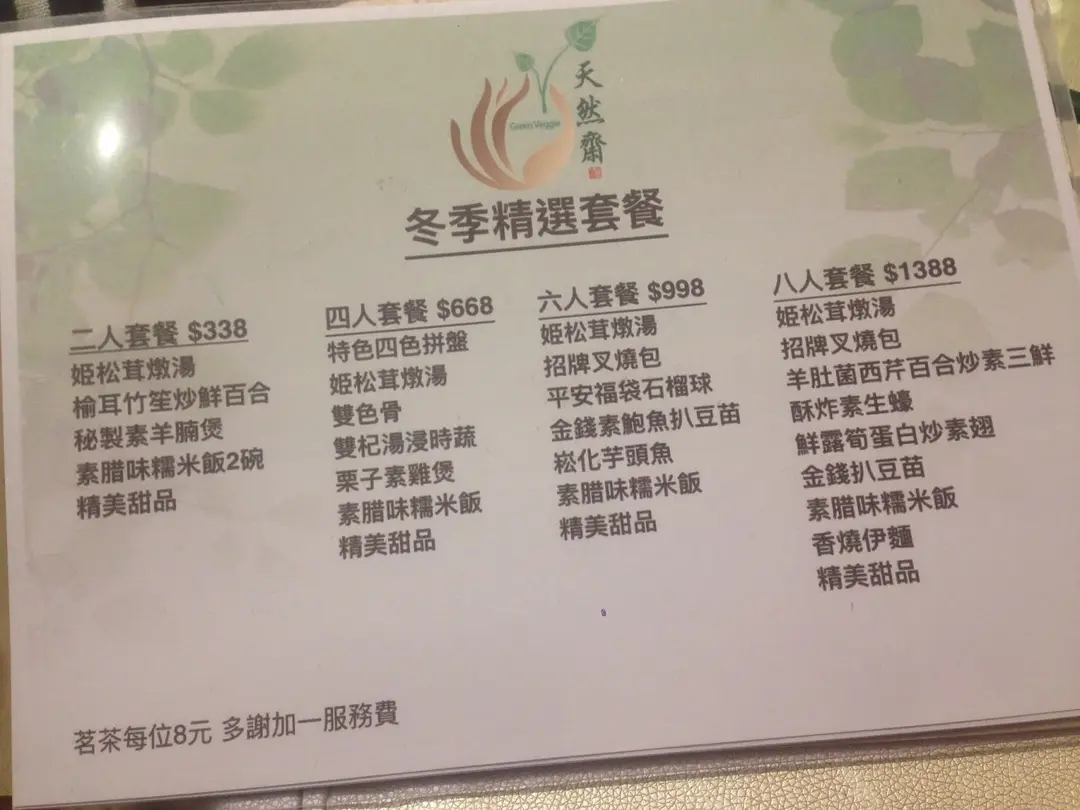 天然齋
Green Veggie
冬季精選套餐
二人套餐 $338
姬松茸燉湯
榆耳竹笙炒鮮百合
秘製素羊腩煲
素腊味糯米飯2碗
精美甜品
四人套餐 $668
特色四色拼盤
姬松茸燉湯
雙色骨
雙杞湯浸時蔬
栗子素雞煲
素腊味糯米飯
精美甜品
六人套餐 $998
姬松茸燉湯
招牌叉燒包
平安福袋石榴球
金錢素鮑魚扒豆苗
崧化芋頭魚
素腊味糯米飯
精美甜品
八人套餐 $1388
姬松茸燉湯
招牌叉燒包
羊肚菌西芹百合炒素三鮮
酥炸素生蠔
鮮露筍蛋白炒素翅
金錢扒豆苗
素腊味糯米飯
香燒伊麵
精美甜品
茗茶每位8元 多謝加一服務費